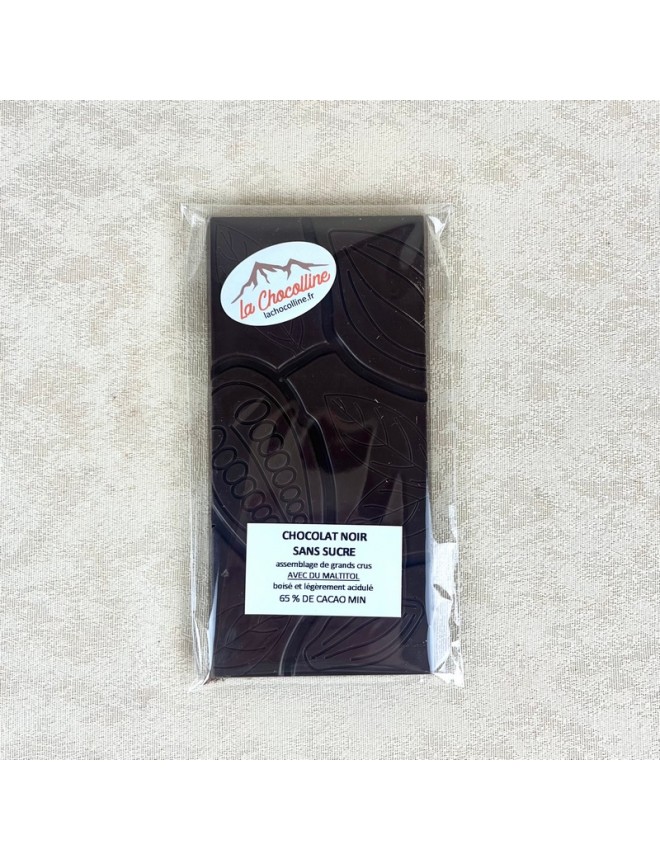 La Chocolline
lachocolline.fr
CHOCOLAT NOIR
SANS SUCRE
assemblage de grands crus
AVEC DU MALTITOL
boisé et légèrement acidulé
65 % DE CACAO MIN